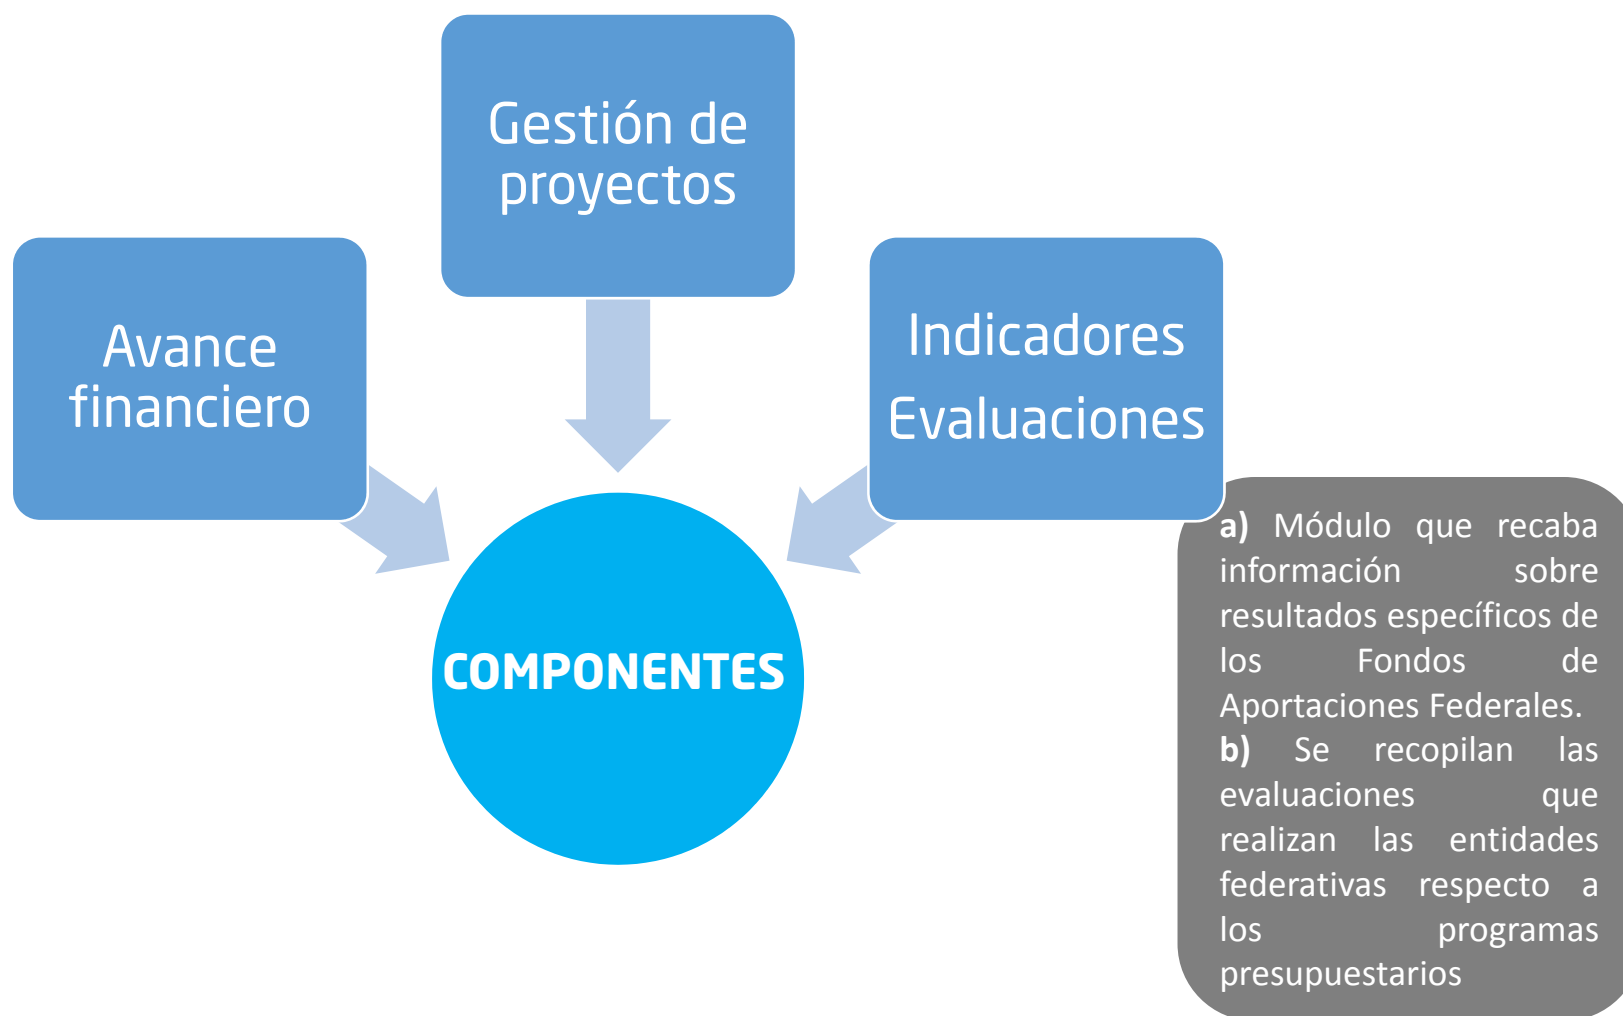 Gestión de
proyectos
Avance
financiero
Indicadores
Evaluaciones
COMPONENTES
a) Módulo que recaba
información sobre
resultados específicos de
los Fondos de
Aportaciones Federales.
b) Se recopilan las
evaluaciones que
realizan las entidades
federativas respecto a
los programas
presupuestarios